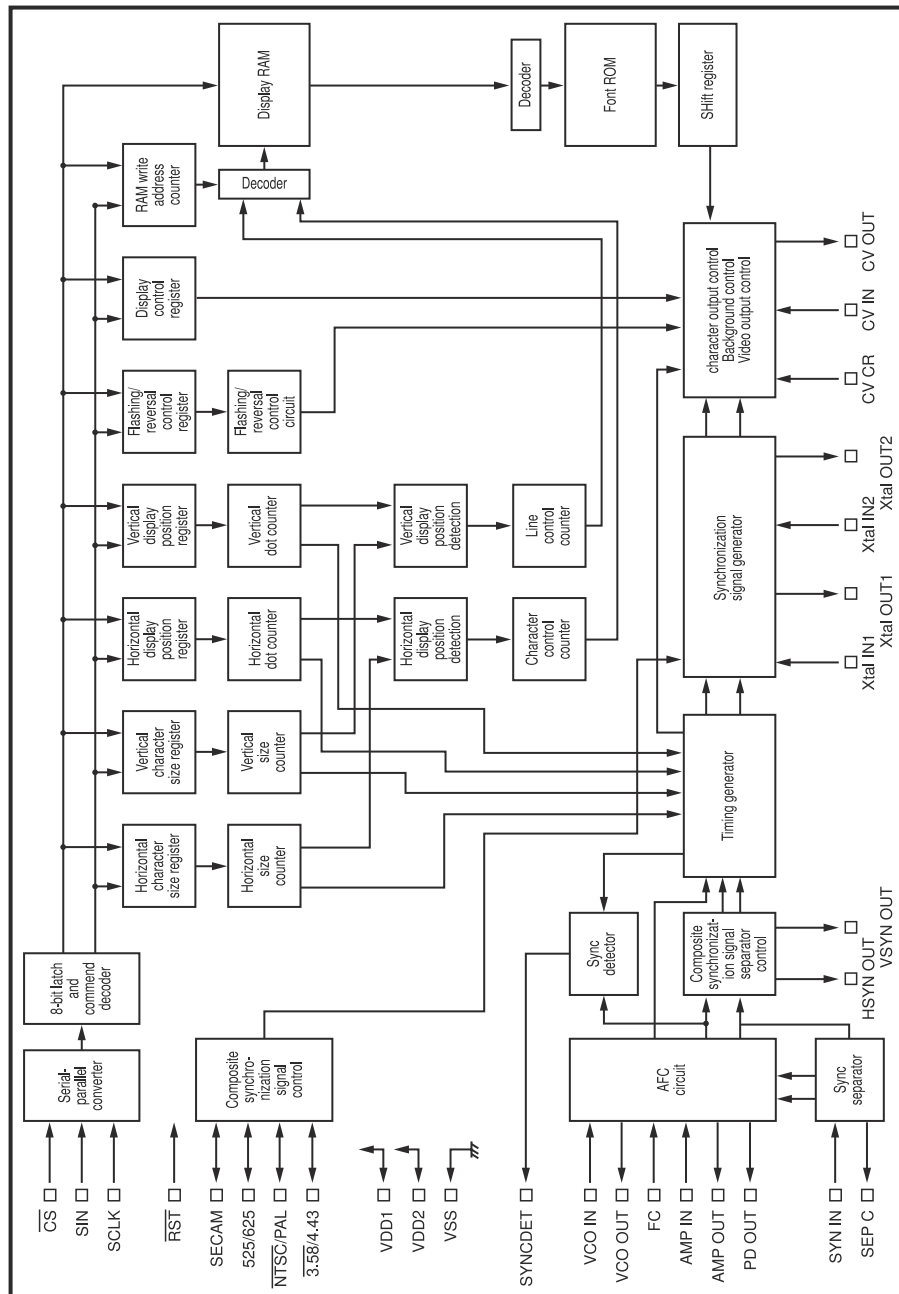 CS
SIN
SCLK
RST
SECAM
525/625
NTSC/PAL
3.58/4.43
VDD1
VDD2
VSS
SYNCDET
VCO IN
VCO OUT
FC
AMP IN
AMP OUT
PD OUT
SYN IN
SEP C
Serial-
parallel
converter
8-bit latch
and
commend
decoder
Composite
synchro-
nization
signal
control
AFC
circuit
Sync
separator
Sync
detector
Composite
synchronizat-
ion signal
separator
control
HSYN OUT
VSYN OUT
Horizontal
character
size register
Vertical
character
size register
Horizontal
display
position
register
Vertical
display
position
register
Flashing/
reversal
control
register
Display
control
register
RAM write
address
counter
Horizontal
size
counter
Vertical
size
counter
Horizontal
dot counter
Vertical
dot counter
Flashing/
reversal
control
circuit
Decoder
Display RAM
Horizontal
display
position
detection
Vertical
display
position
detection
Character
control
counter
Line
control
counter
Decoder
Font ROM
SHift register
Timing generator
Synchronization
signal generator
character output control
Background control
Video output control
Xtal IN1
Xtal OUT1
Xtal IN2
Xtal OUT2
CV CR
CV IN
CV OUT